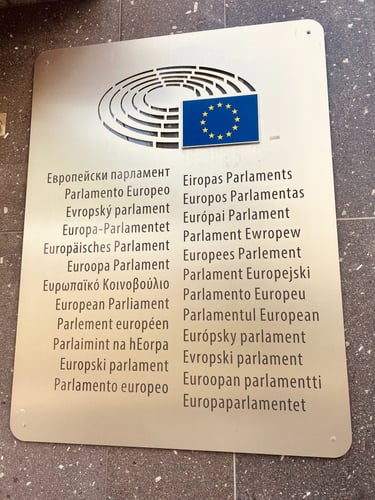 Европейски парламент
Parlamento Europeo
Evropský parlament
Europa-Parlamentet
Europäisches Parlament
Euroopa Parlament
Ευρωπαϊκό Κοινοβούλιο
European Parliament
Parlement européen
Parlaimint na hEorpa
Europski parlament
Parlamento europeo
Eiropas Parlaments
Europos Parlamentas
Európai Parlament
Parlament Ewropew
Europees Parlement
Parlament Europejski
Parlamento Europeu
Parlamentul European
Európsky parlament
Evropski parlament
Euroopan parlamentti
Europaparlamentet